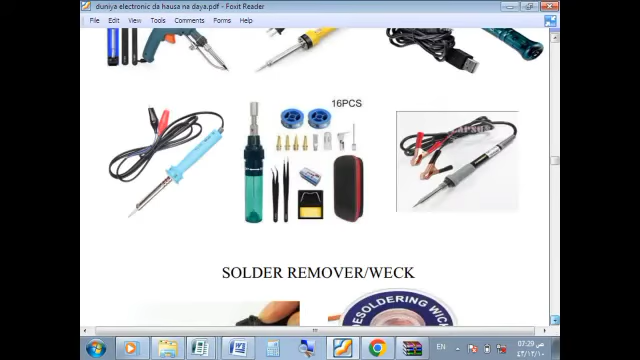 duniya electronic da hausa na daya.pdf - Foxit Reader
File Edit View Tools Comments Forms Help
16PCS
SOLDER REMOVER/WECK
DESOLDERING WICK
EN
07:29 ص